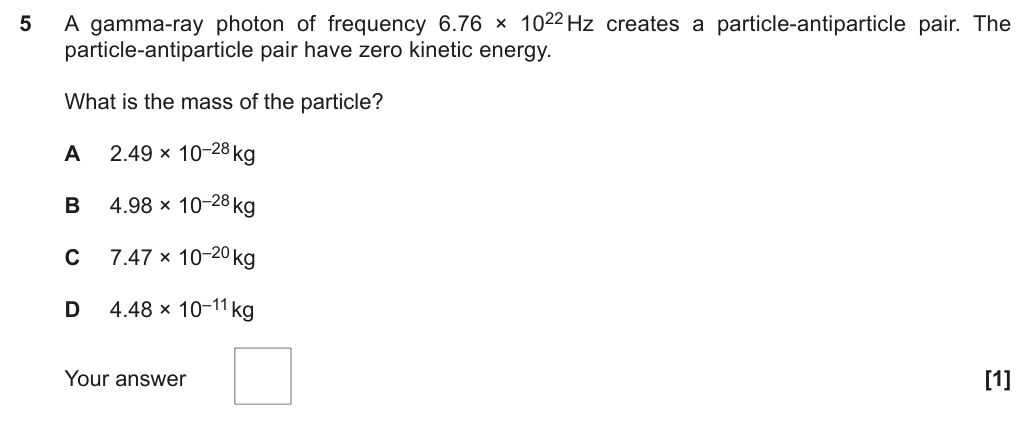 5 A gamma-ray photon of frequency 6.76 × 10²² Hz creates a particle-antiparticle pair. The
particle-antiparticle pair have zero kinetic energy.
What is the mass of the particle?
A 2.49 × 10⁻²⁸ kg
B 4.98 × 10⁻²⁸ kg
C 7.47 × 10⁻²⁰ kg
D 4.48 × 10⁻¹¹ kg
Your answer [1]